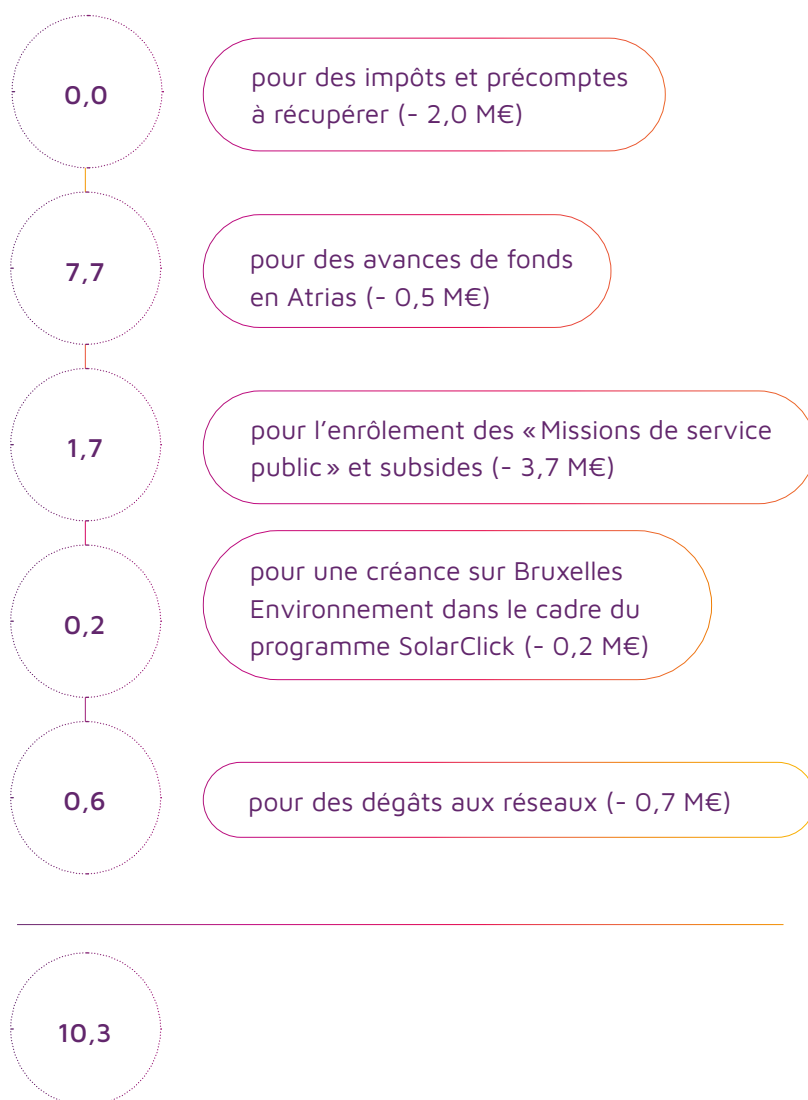 0,0
pour des impôts et précomptes
à récupérer (- 2,0 M€)
7,7
pour des avances de fonds
en Atrias (- 0,5 M€)
1,7
pour l’enrôlement des « Missions de service
public » et subsides (- 3,7 M€)
0,2
pour une créance sur Bruxelles
Environnement dans le cadre du
programme SolarClick (- 0,2 M€)
0,6
pour des dégâts aux réseaux (- 0,7 M€)
10,3